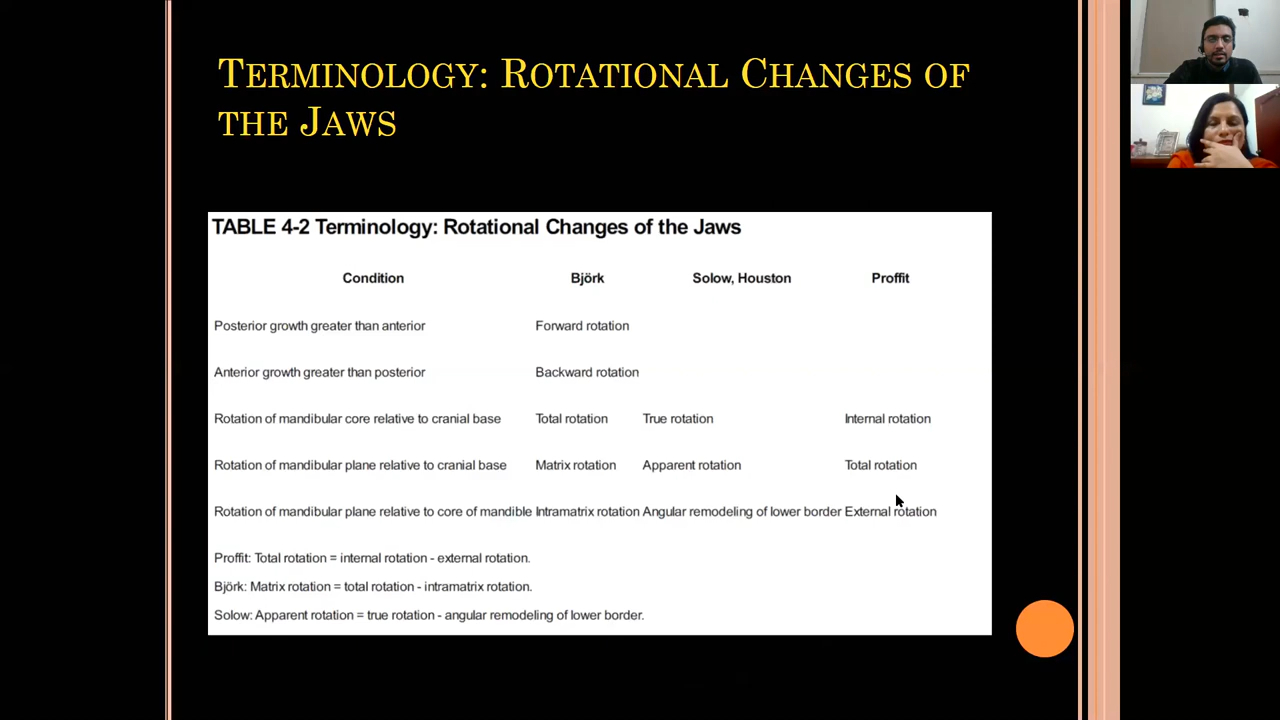 TERMINOLOGY: ROTATIONAL CHANGES OF
THE JAWS
TABLE 4-2 Terminology: Rotational Changes of the Jaws
Condition Björk Solow, Houston Proffit
Posterior growth greater than anterior Forward rotation
Anterior growth greater than posterior Backward rotation
Rotation of mandibular core relative to cranial base Total rotation True rotation Internal rotation
Rotation of mandibular plane relative to cranial base Matrix rotation Apparent rotation Total rotation
Rotation of mandibular plane relative to core of mandible Intramatrix rotation Angular remodeling of lower border External rotation
Proffit: Total rotation = internal rotation - external rotation.
Björk: Matrix rotation = total rotation - intramatrix rotation.
Solow: Apparent rotation = true rotation - angular remodeling of lower border.